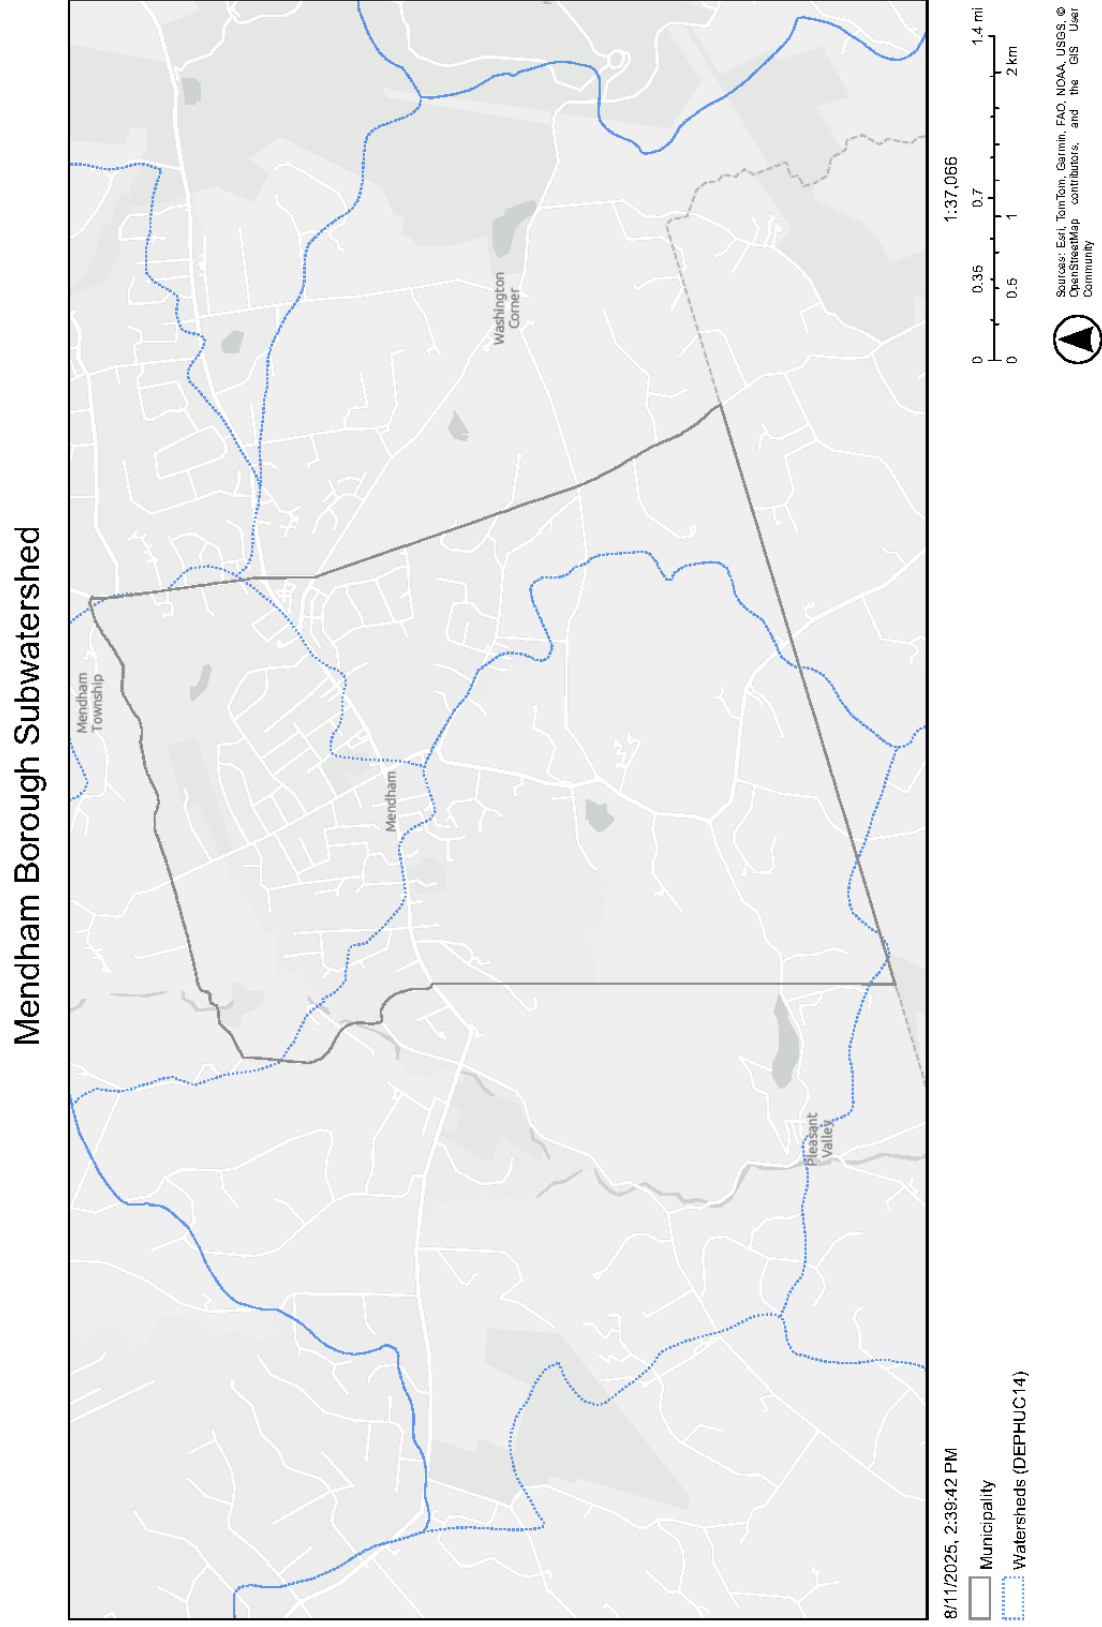 Mendham Borough Subwatershed
Mendham
Township
Mendham
Washington
Corner
Pleasant
Valley
8/11/2025, 2:39:42 PM
Municipality
Watersheds (DEPHUC14)
1:37,066
0 0.35 0.7 1.4 mi
0 0.5 1 2 km
Sources: Esri, TomTom, Garmin, FAO, NOAA, USGS, ©
OpenStreetMap contributors, and the GIS User
Community